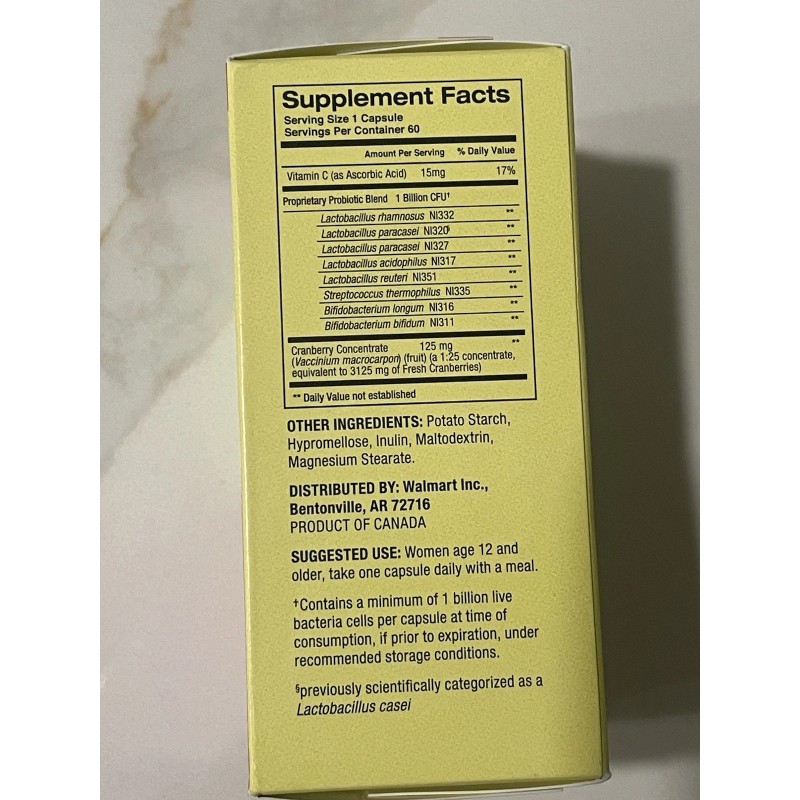 Supplement Facts
Serving Size 1 Capsule
Servings Per Container 60
Amount Per Serving % Daily Value
Vitamin C (as Ascorbic Acid) 15mg 17%
Proprietary Probiotic Blend 1 Billion CFU†
Lactobacillus rhamnosus NI332 **
Lactobacillus paracasei NI320§ **
Lactobacillus paracasei NI327 **
Lactobacillus acidophilus NI317 **
Lactobacillus reuteri NI351 **
Streptococcus thermophilus NI335 **
Bifidobacterium longum NI316 **
Bifidobacterium bifidum NI311 **
Cranberry Concentrate 125 mg **
(Vaccinium macrocarpon) (fruit) (a 1:25 concentrate,
equivalent to 3125 mg of Fresh Cranberries)
** Daily Value not established
OTHER INGREDIENTS: Potato Starch,
Hypromellose, Inulin, Maltodextrin,
Magnesium Stearate.
DISTRIBUTED BY: Walmart Inc.,
Bentonville, AR 72716
PRODUCT OF CANADA
SUGGESTED USE: Women age 12 and
older, take one capsule daily with a meal.
†Contains a minimum of 1 billion live
bacteria cells per capsule at time of
consumption, if prior to expiration, under
recommended storage conditions.
§previously scientifically categorized as a
Lactobacillus casei